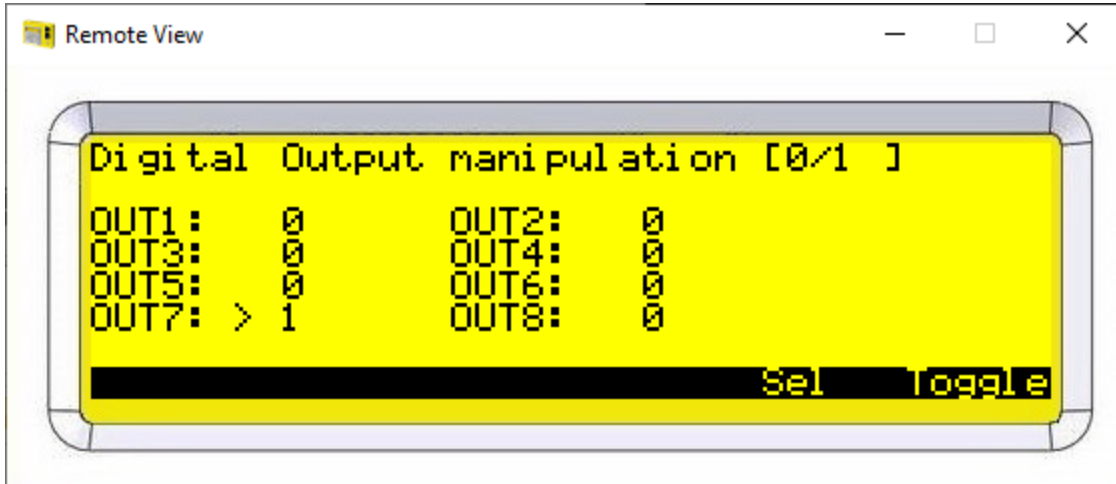 Remote View
Digital Output manipulation [0/1 ]
OUT1: 0 OUT2: 0
OUT3: 0 OUT4: 0
OUT5: 0 OUT6: 0
OUT7: > 1 OUT8: 0
Sel Toggle